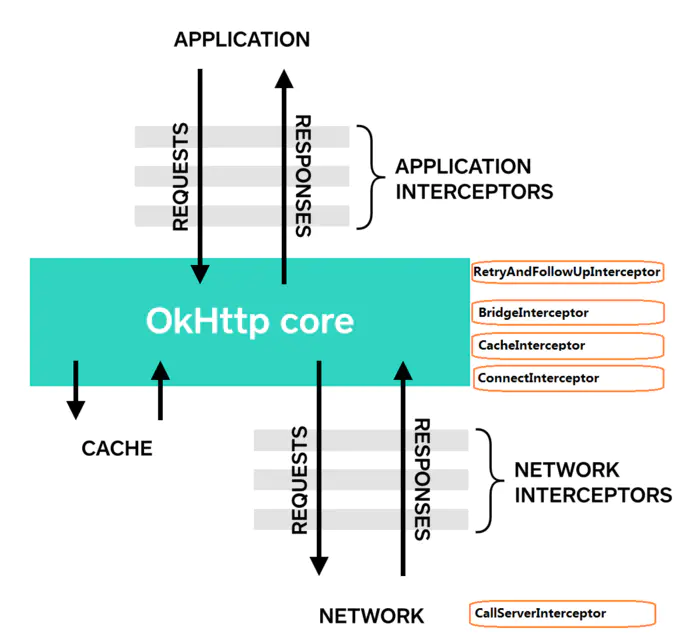 APPLICATION
REQUESTS
RESPONSES
APPLICATION
INTERCEPTORS
RetryAndFollowUpInterceptor
OkHttp core
BridgeInterceptor
CacheInterceptor
ConnectInterceptor
CACHE
REQUESTS
RESPONSES
NETWORK
INTERCEPTORS
NETWORK
CallServerInterceptor